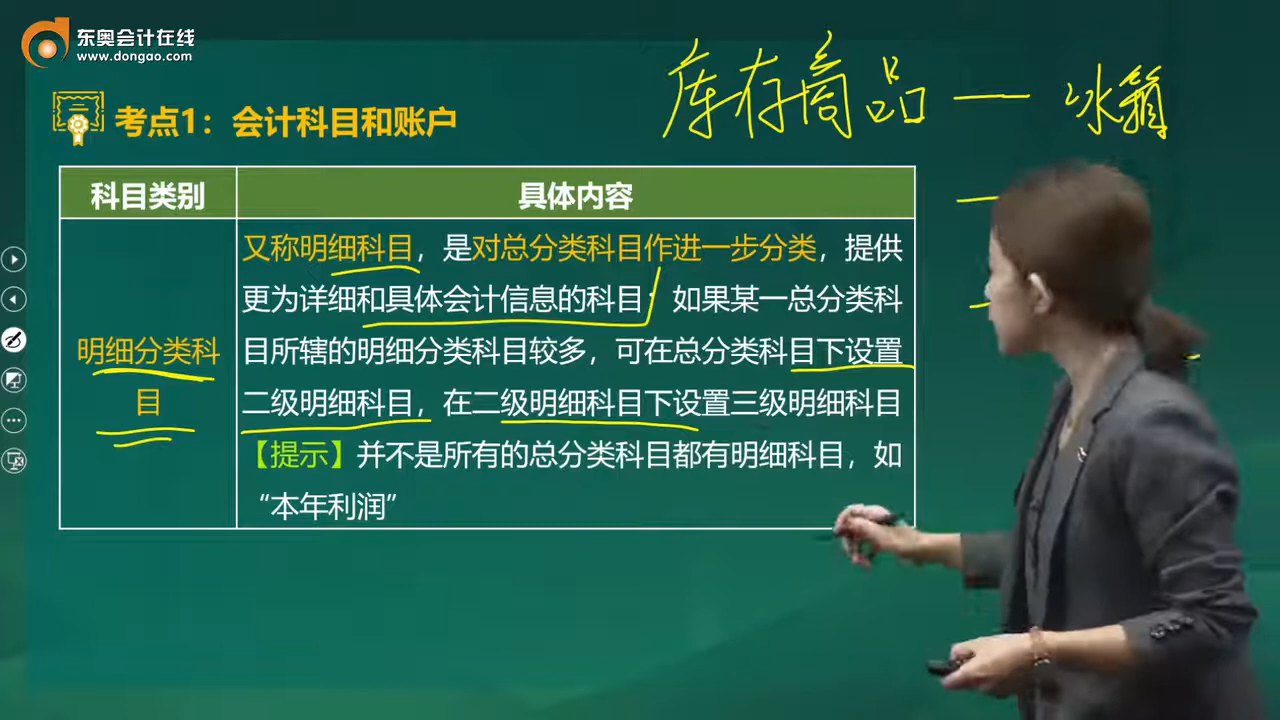 东奥会计在线
www.dongao.com
库存商品 — 冰箱
考点1：会计科目和账户
科目类别
具体内容
明细分类科
目
又称明细科目，是对总分类科目作进一步分类，提供
更为详细和具体会计信息的科目；如果某一总分类科
目所辖的明细分类科目较多，可在总分类科目下设置
二级明细科目，在二级明细科目下设置三级明细科目
【提示】并不是所有的总分类科目都有明细科目，如
“本年利润”